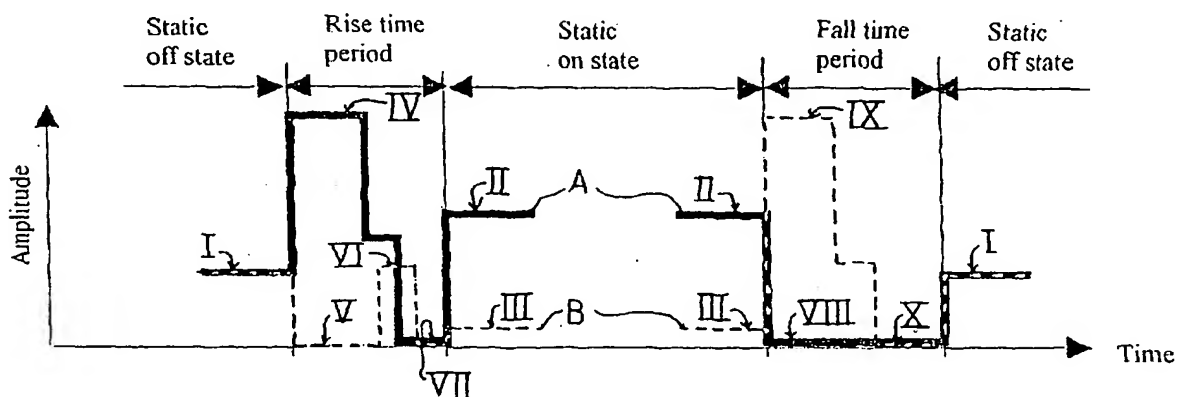 Static
off state
Rise time
period
Static
on state
Fall time
period
Static
off state
Amplitude
IV
IX
II
A
II
I
VI
I
V
III
B
III
VIII
X
VII
Time